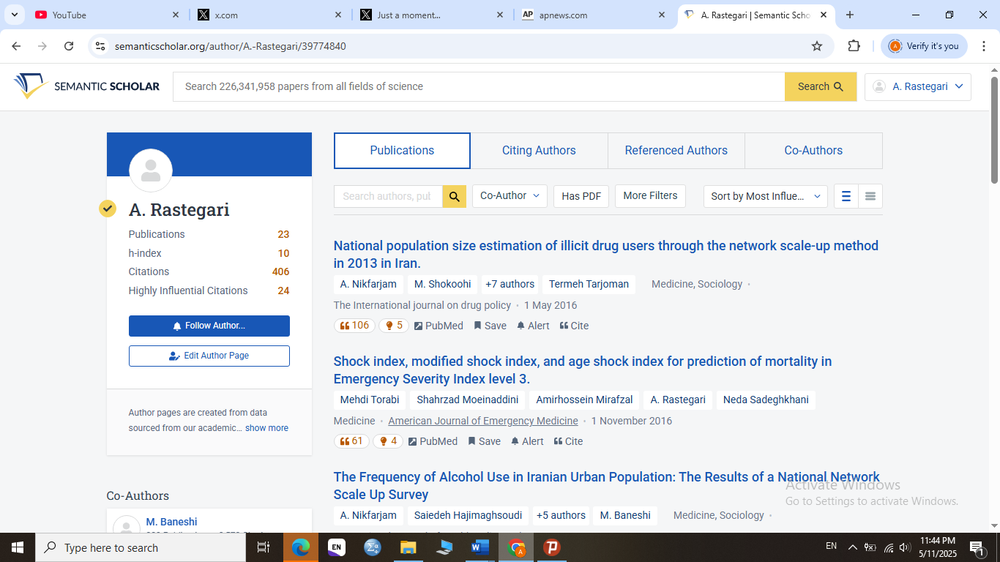 YouTube
x.com
Just a moment...
AP apnews.com
A. Rastegari | Semantic Scho
semanticscholar.org/author/A.-Rastegari/39774840
Verify it's you
SEMANTIC SCHOLAR
Search 226,341,958 papers from all fields of science
Search
A. Rastegari
A. Rastegari
Publications 23
h-index 10
Citations 406
Highly Influential Citations 24
Follow Author...
Edit Author Page
Author pages are created from data
sourced from our academic... show more
Co-Authors
M. Baneshi
Publications
Citing Authors
Referenced Authors
Co-Authors
Search authors, pub
Co-Author
Has PDF
More Filters
Sort by Most Influe...
National population size estimation of illicit drug users through the network scale-up method
in 2013 in Iran.
A. Nikfarjam M. Shokoohi +7 authors Termeh Tarjoman Medicine, Sociology •
The International journal on drug policy • 1 May 2016
106 5 PubMed Save Alert Cite
Shock index, modified shock index, and age shock index for prediction of mortality in
Emergency Severity Index level 3.
Mehdi Torabi Shahrzad Moeinaddini Amirhossein Mirafzal A. Rastegari Neda Sadeghkhani
Medicine • American Journal of Emergency Medicine • 1 November 2016
61 4 PubMed Save Alert Cite
The Frequency of Alcohol Use in Iranian Urban Population: The Results of a National Network
Scale Up Survey
A. Nikfarjam Saiedeh Hajimaghsoudi +5 authors M. Baneshi Medicine, Sociology •
Activate Windows
Go to Settings to activate Windows.
Type here to search
EN
EN
11:44 PM
5/11/2025
1